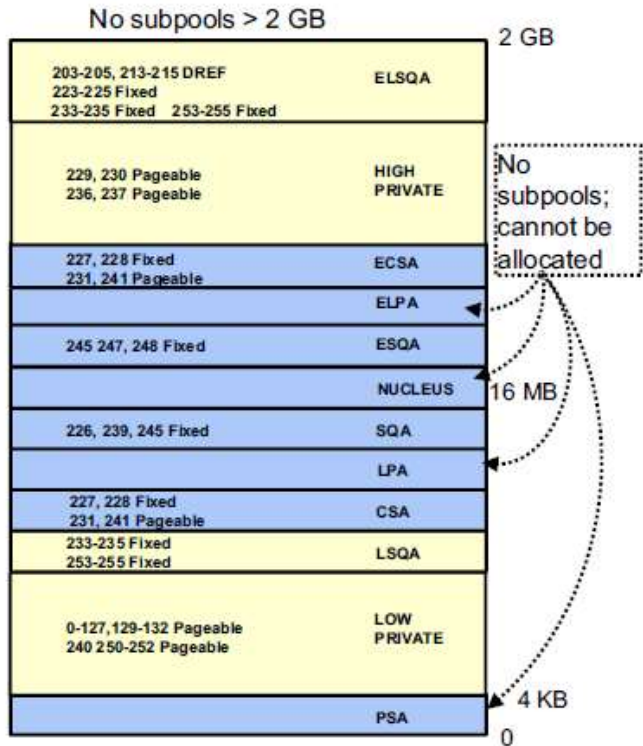 No subpools > 2 GB
2 GB
203-205, 213-215 DREF
223-225 Fixed
233-235 Fixed 253-255 Fixed
ELSQA
229, 230 Pageable
236, 237 Pageable
HIGH
PRIVATE
No
subpools;
cannot be
allocated
227, 228 Fixed
231, 241 Pageable
ECSA
ELPA
245 247, 248 Fixed
ESQA
NUCLEUS
16 MB
226, 239, 245 Fixed
SQA
LPA
227, 228 Fixed
231, 241 Pageable
CSA
233-235 Fixed
253-255 Fixed
LSQA
0-127,129-132 Pageable
240 250-252 Pageable
LOW
PRIVATE
4 KB
PSA
0